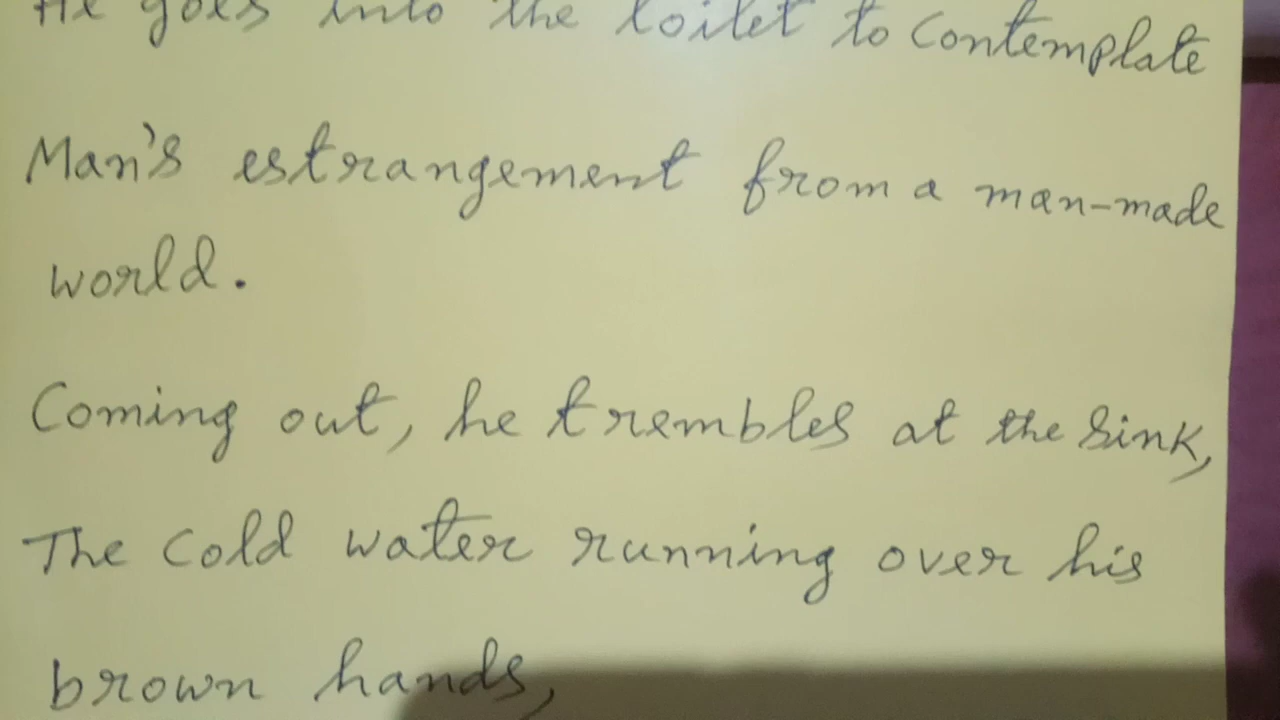 He goes into the toilet to contemplate
Man's estrangement from a man-made
world.
Coming out, he trembles at the sink,
The cold water running over his
brown hands,